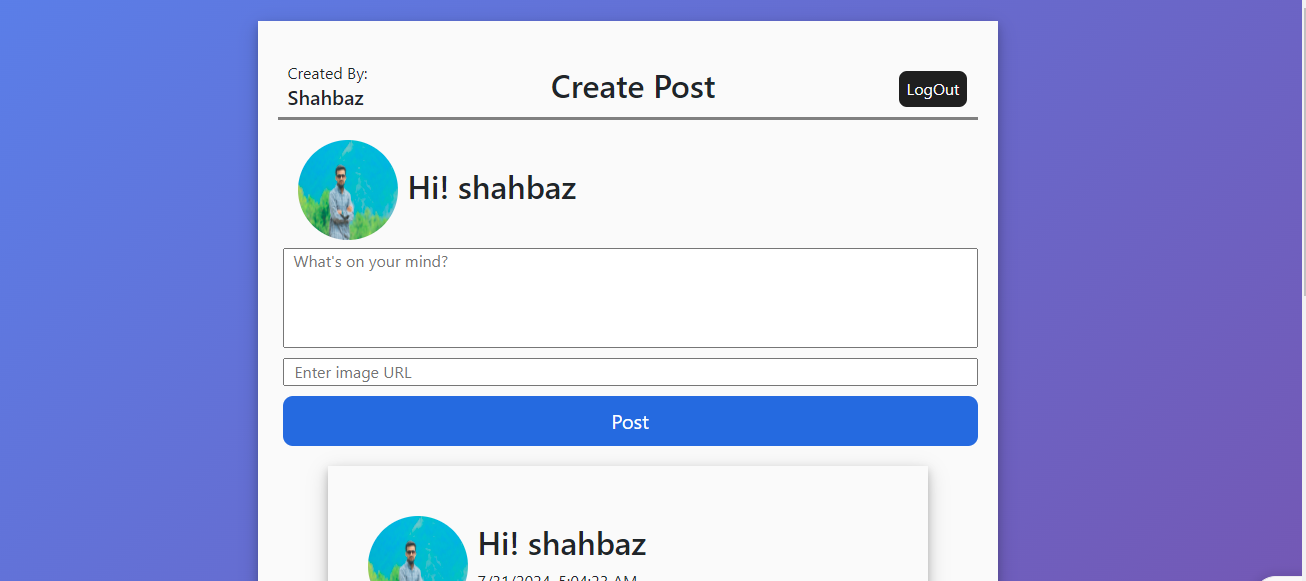 Created By:
Shahbaz
Create Post
LogOut
Hi! shahbaz
What's on your mind?
Enter image URL
Post
Hi! shahbaz
7/31/2024, 5:04:23 AM